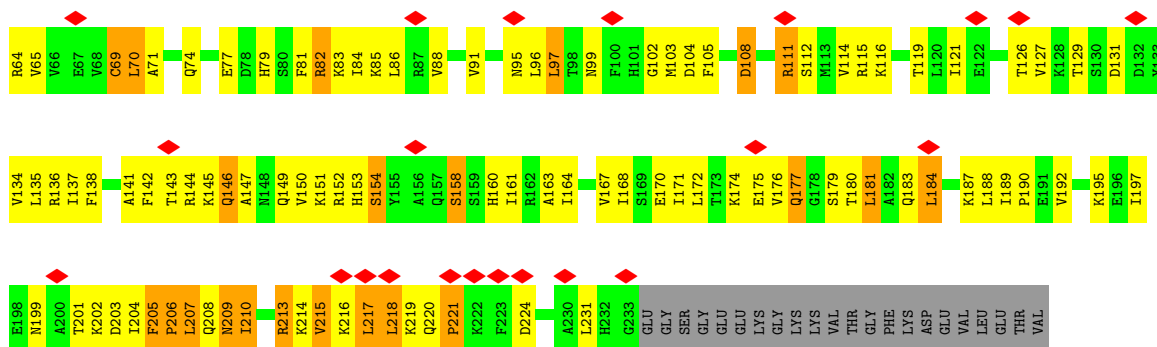 R64 V65 V66 E67 V68 C69 L70 A71 Q74 E77 D78 H79 S80 F81 R82 K83 I84 K85 L86 R87 V88 V91 N95 L96 L97 T98 N99 F100 H101 G102 M103 D104 F105 D108 R111 S112 M113 V114 R115 K116 T119 L120 I121 E122 T126 V127 K128 T129 S130 D131 D132 Y133
V134 L135 R136 I137 F138 A141 F142 T143 R144 K145 Q146 A147 N148 Q149 V150 K151 R152 H153 S154 Y155 A156 Q157 S158 S159 H160 I161 R162 A163 I164 V167 I168 S169 E170 I171 L172 T173 K174 E175 V176 Q177 G178 S179 T180 L181 A182 Q183 L184 K187 L188 I189 P190 E191 V192 K195 E196 I197
E198 N199 A200 T201 K202 D203 I204 F205 P206 L207 Q208 N209 I210 R213 K214 V215 K216 L217 L218 K219 Q220 P221 K222 F223 D224 A230 L231 H232 G233 GLU GLY SER GLY GLU GLU LYS GLY LYS LYS VAL THR GLY PHE LYS ASP GLU VAL LEU GLU THR VAL